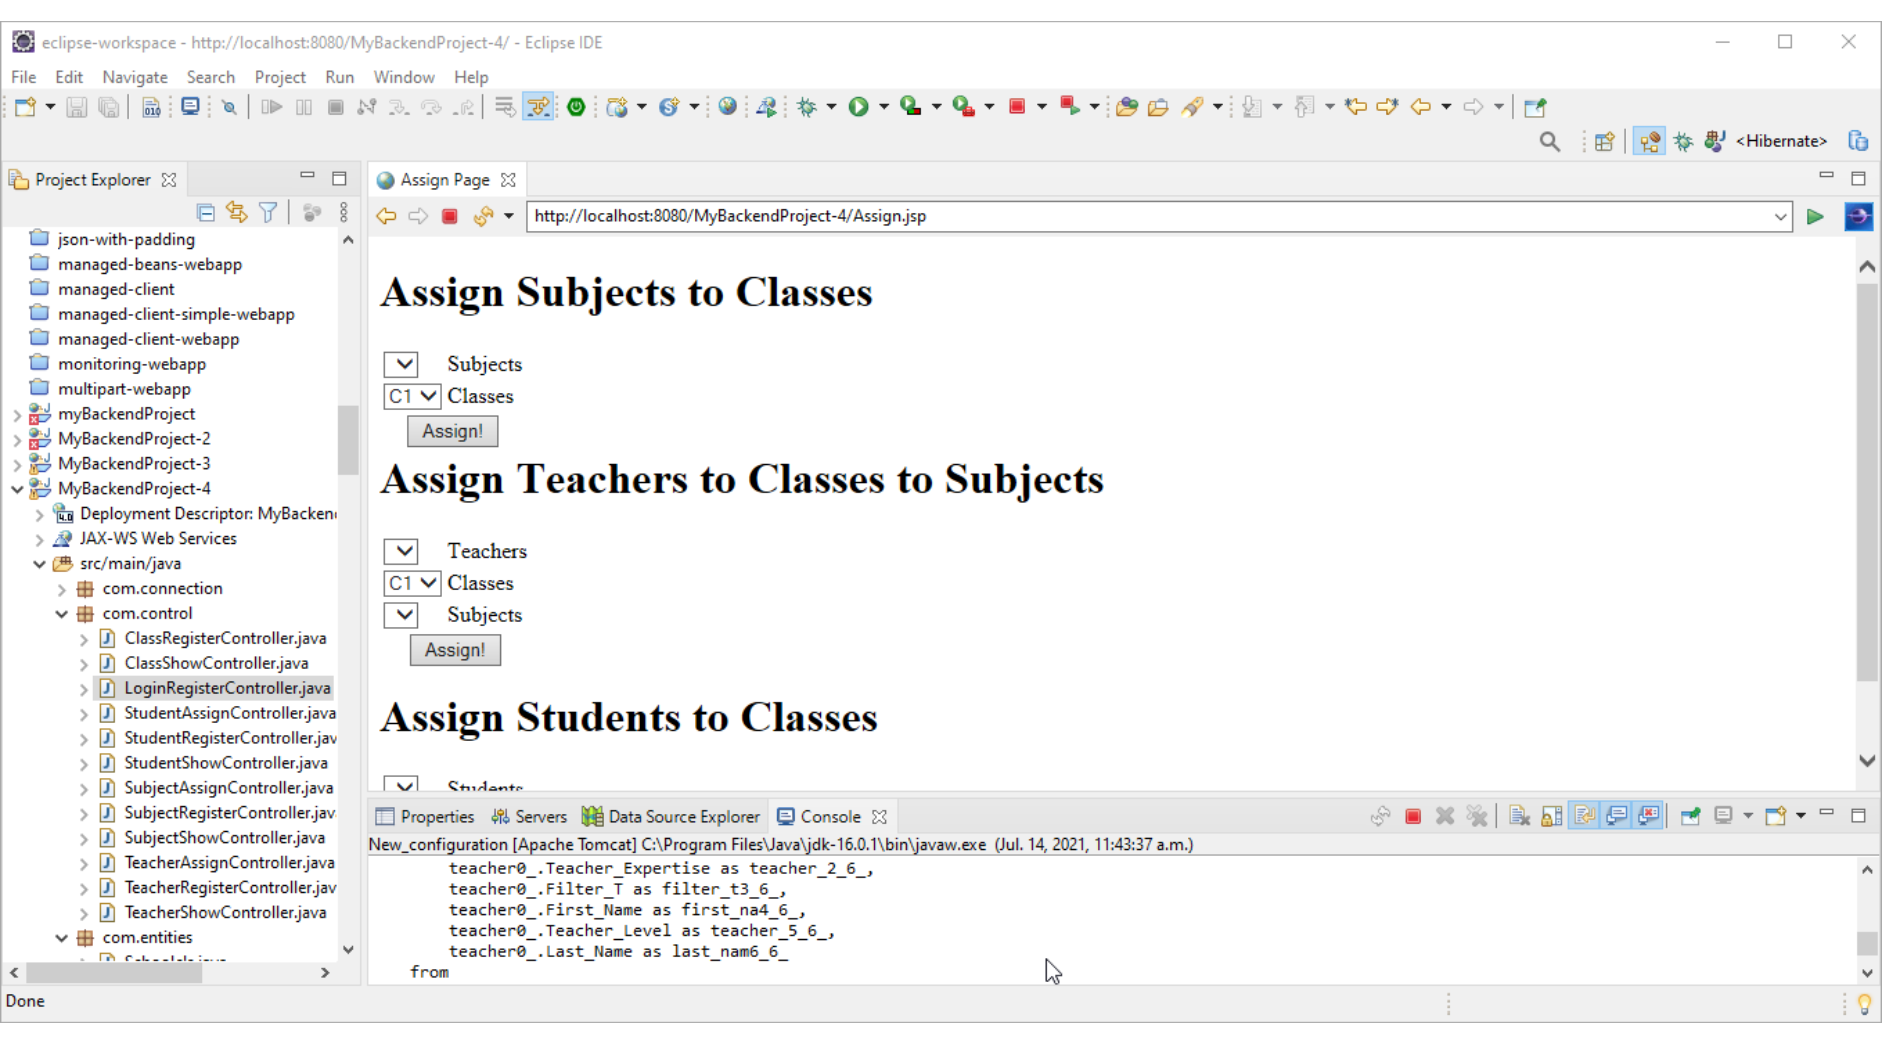 eclipse-workspace - http://localhost:8080/MyBackendProject-4/ - Eclipse IDE
File Edit Navigate Search Project Run Window Help
<Hibernate>
Project Explorer
json-with-padding
managed-beans-webapp
managed-client
managed-client-simple-webapp
managed-client-webapp
monitoring-webapp
multipart-webapp
myBackendProject
MyBackendProject-2
MyBackendProject-3
MyBackendProject-4
Deployment Descriptor: MyBacken
JAX-WS Web Services
src/main/java
com.connection
com.control
ClassRegisterController.java
ClassShowController.java
LoginRegisterController.java
StudentAssignController.java
StudentRegisterController.jav
StudentShowController.java
SubjectAssignController.java
SubjectRegisterController.jav
SubjectShowController.java
TeacherAssignController.java
TeacherRegisterController.jav
TeacherShowController.java
com.entities
Assign Page
http://localhost:8080/MyBackendProject-4/Assign.jsp
Assign Subjects to Classes
Subjects
C1 Classes
Assign!
Assign Teachers to Classes to Subjects
Teachers
C1 Classes
Subjects
Assign!
Assign Students to Classes
Students
Properties Servers Data Source Explorer Console
New_configuration [Apache Tomcat] C:\Program Files\Java\jdk-16.0.1\bin\javaw.exe (Jul. 14, 2021, 11:43:37 a.m.)
teacher0_.Teacher_Expertise as teacher_2_6_,
teacher0_.Filter_T as filter_t3_6_,
teacher0_.First_Name as first_na4_6_,
teacher0_.Teacher_Level as teacher_5_6_,
teacher0_.Last_Name as last_nam6_6_
from
Done